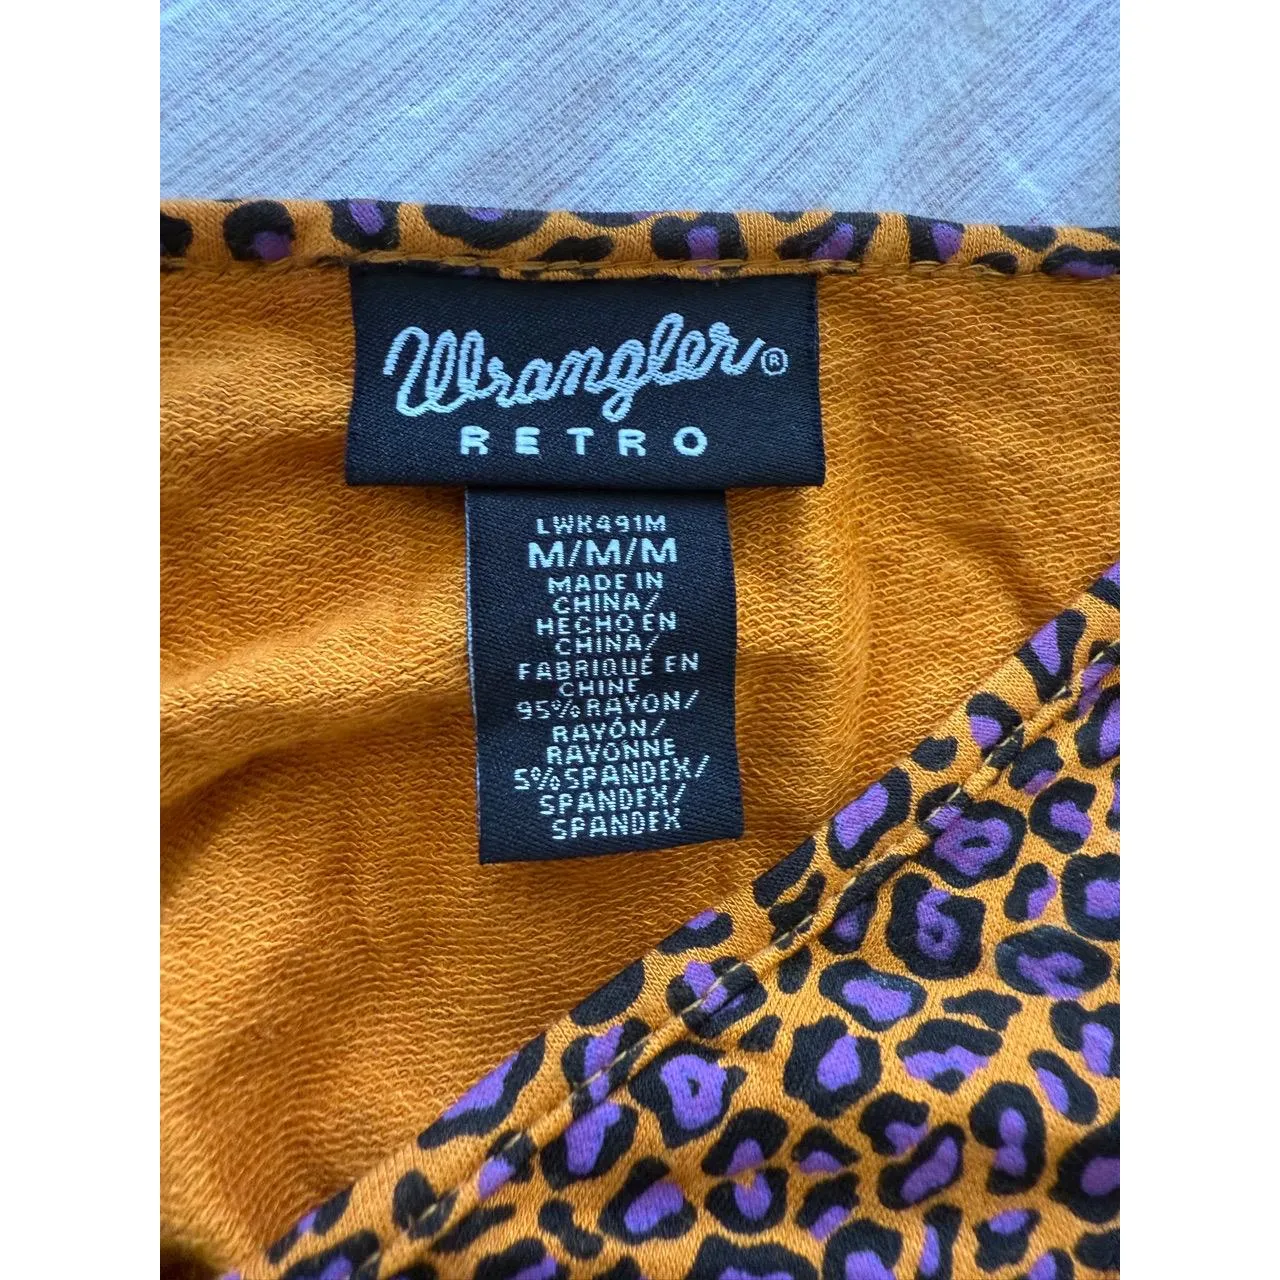 Wrangler®
RETRO
LWK491M
M/M/M
MADE IN
CHINA/
HECHO EN
CHINA/
FABRIQUÉ EN
CHINE
95% RAYON/
RAYÓN/
RAYONNE
5% SPANDEX/
SPANDEX/
SPANDEX